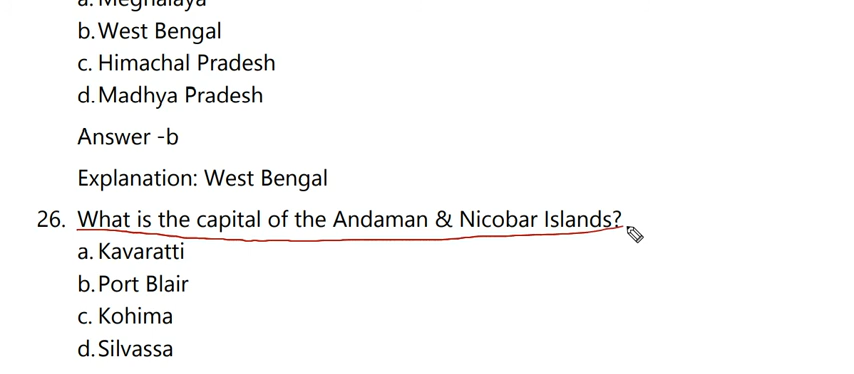 a. Meghalaya
b. West Bengal
c. Himachal Pradesh
d. Madhya Pradesh
Answer -b
Explanation: West Bengal
26. What is the capital of the Andaman & Nicobar Islands?
a. Kavaratti
b. Port Blair
c. Kohima
d. Silvassa